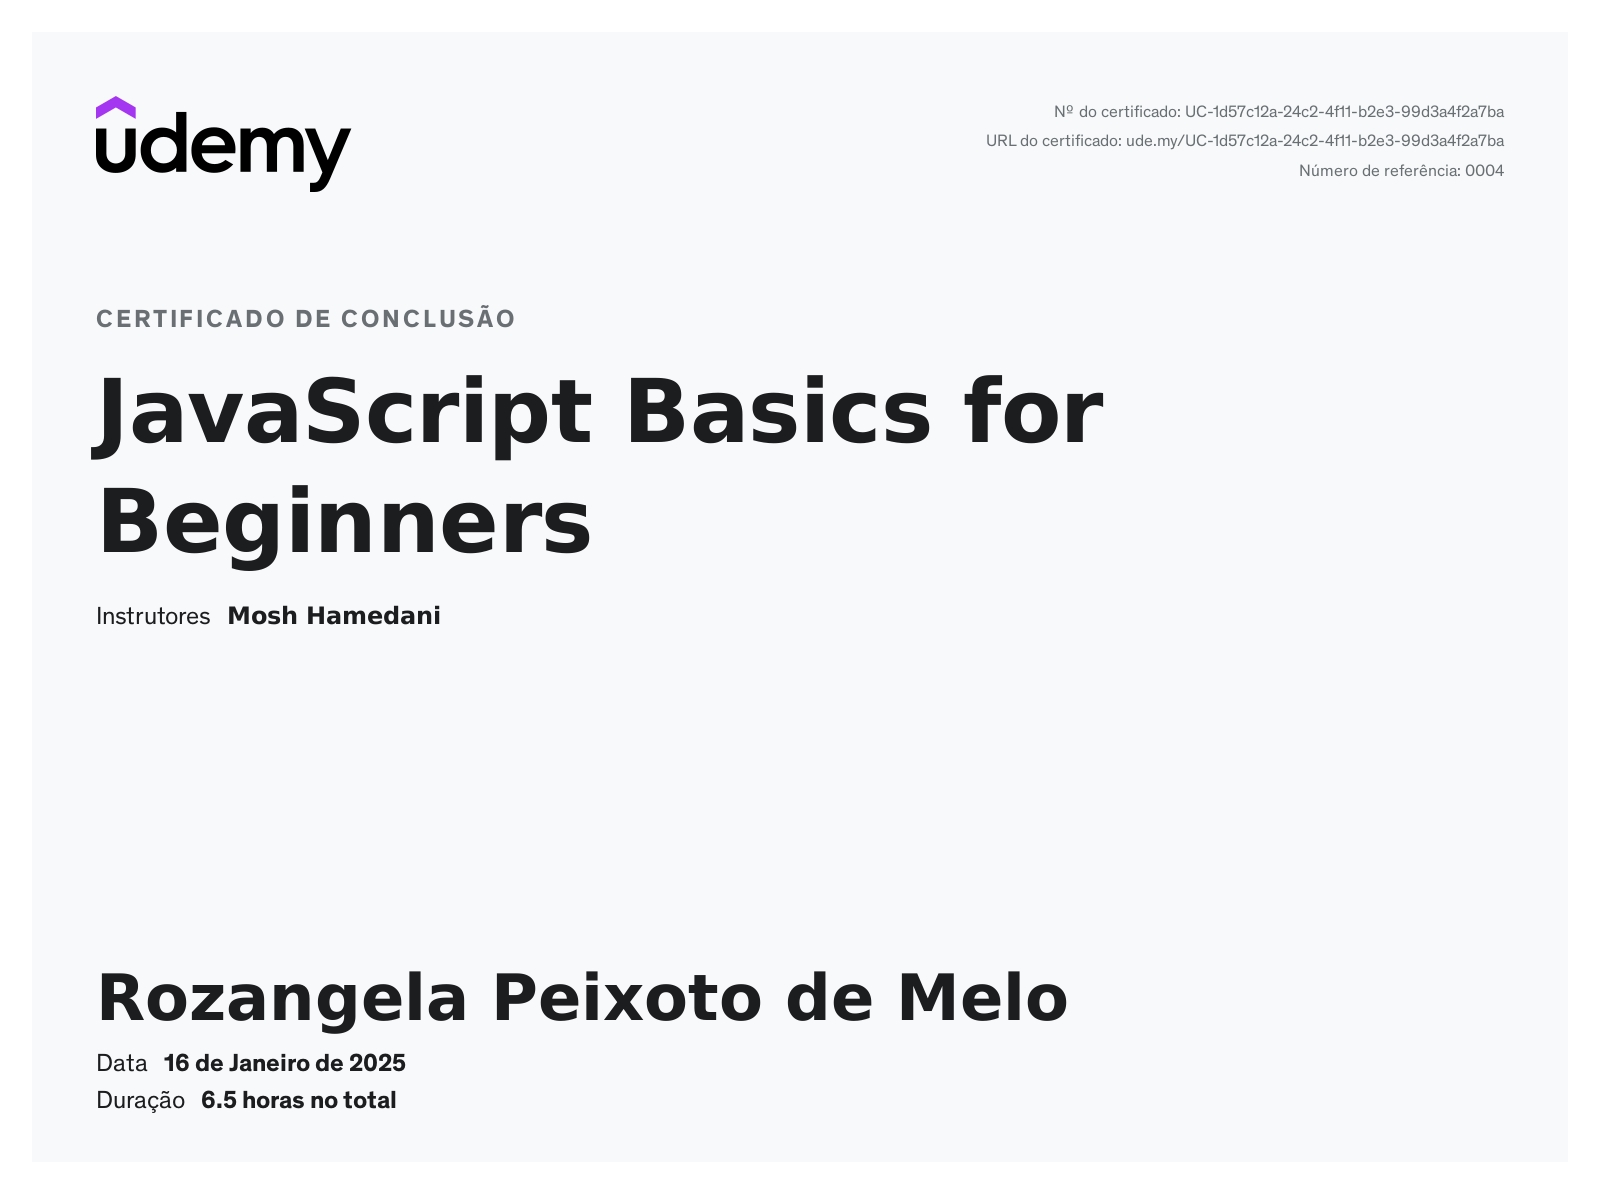 udemy
Nº do certificado: UC-1d57c12a-24c2-4f11-b2e3-99d3a4f2a7ba
URL do certificado: ude.my/UC-1d57c12a-24c2-4f11-b2e3-99d3a4f2a7ba
Número de referência: 0004
CERTIFICADO DE CONCLUSÃO
JavaScript Basics for
Beginners
Instrutores Mosh Hamedani
Rozangela Peixoto de Melo
Data 16 de Janeiro de 2025
Duração 6.5 horas no total